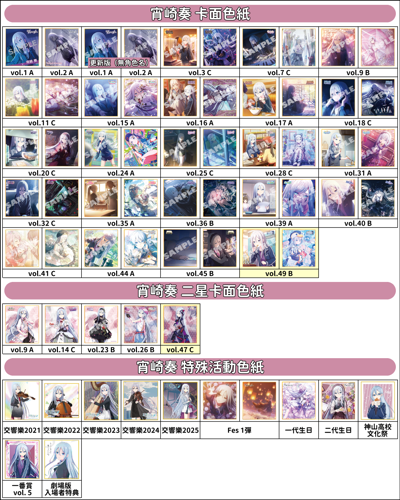 宵崎奏 卡面色紙
更新版（無角色名）
vol.1 A vol.2 A vol.1 A vol.2 A vol.3 C vol.7 C vol.9 B
vol.11 C vol.15 A vol.16 A vol.17 A vol.18 C
vol.20 C vol.24 A vol.25 C vol.28 C vol.31 A
vol.32 C vol.35 A vol.36 B vol.39 A vol.40 B
vol.41 C vol.44 A vol.45 B vol.49 B
宵崎奏 二星卡面色紙
vol.9 A vol.14 C vol.23 B vol.26 B vol.47 C
宵崎奏 特殊活動色紙
交響樂2021 交響樂2022 交響樂2023 交響樂2024 交響樂2025 Fes 1彈 一代生日 二代生日 神山高校
文化祭
一番賞 劇場版
vol. 5 入場者特典